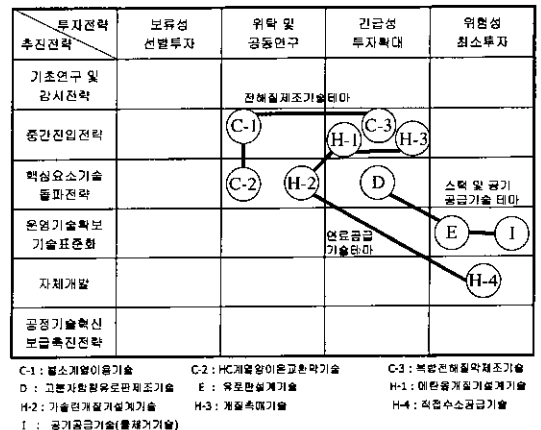 투자전략
추진전략
보류성
선별투자
위탁 및
공동연구
긴급성
투자확대
위험성
최소투자
기초연구 및
감시전략
전해질제조기술테마
중간진입전략
C-1
C-3
H-1
H-3
핵심요소기술
돌파전략
C-2
H-2
D
스택 및 공기
공급기술 테마
운영기술확보
기술표준화
연료공급
기술테마
E
I
자체개발
H-4
공정기술혁신
보급촉진전략
C-1 : 불소계열이용기술
C-2 : HC계열양이온교환막기술
C-3 : 복합전해질막제조기술
D : 고분자함침유로판제조기술
E : 유로판설계기술
H-1 : 메탄올개질기설계기술
H-2 : 가솔린개질기설계기술
H-3 : 개질촉매기술
H-4 : 직접수소공급기술
I : 공기공급기술(물제거기술)